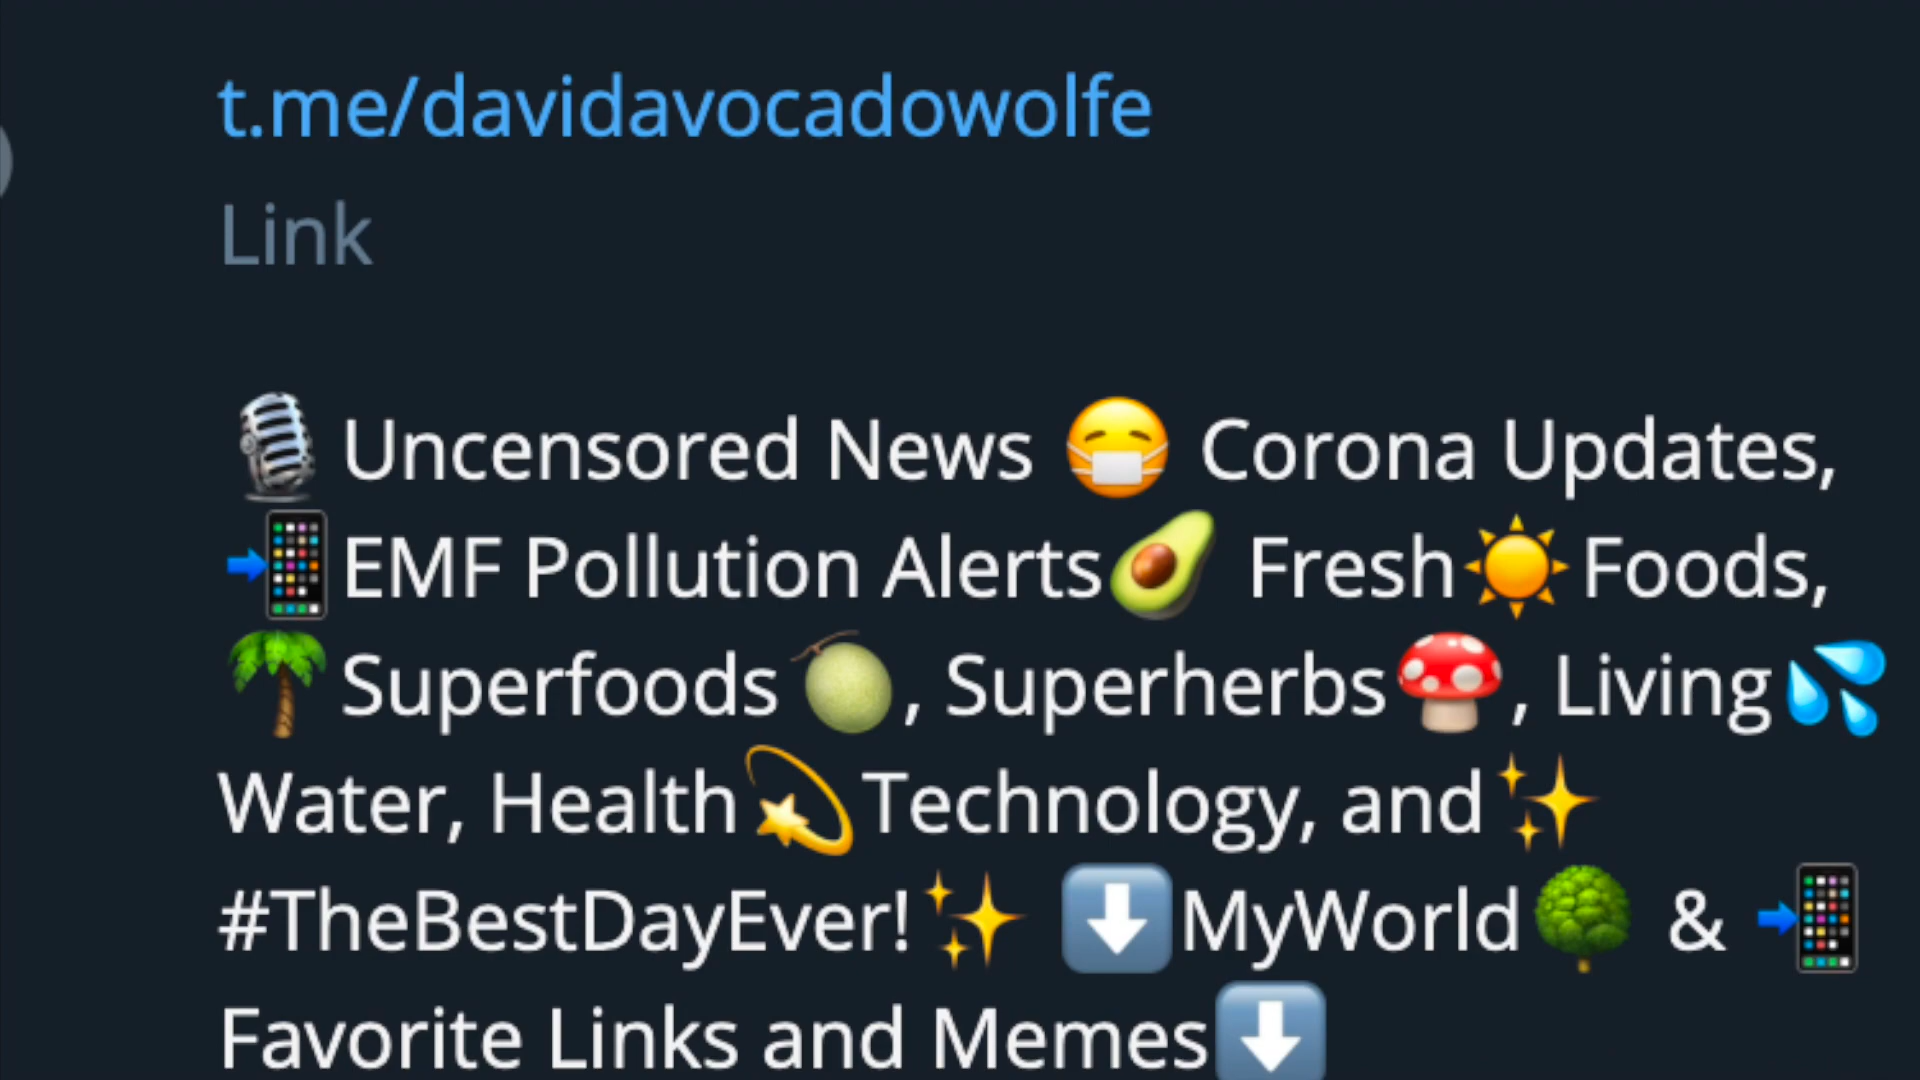 t.me/davidavocadowolfe
Link
🎙Uncensored News 😷 Corona Updates,
📲EMF Pollution Alerts🥑 Fresh☀️Foods,
🌴Superfoods🍈, Superherbs🍄, Living💦
Water, Health💫Technology, and✨
#TheBestDayEver!✨ ⬇️MyWorld🌳 & 📲
Favorite Links and Memes⬇️